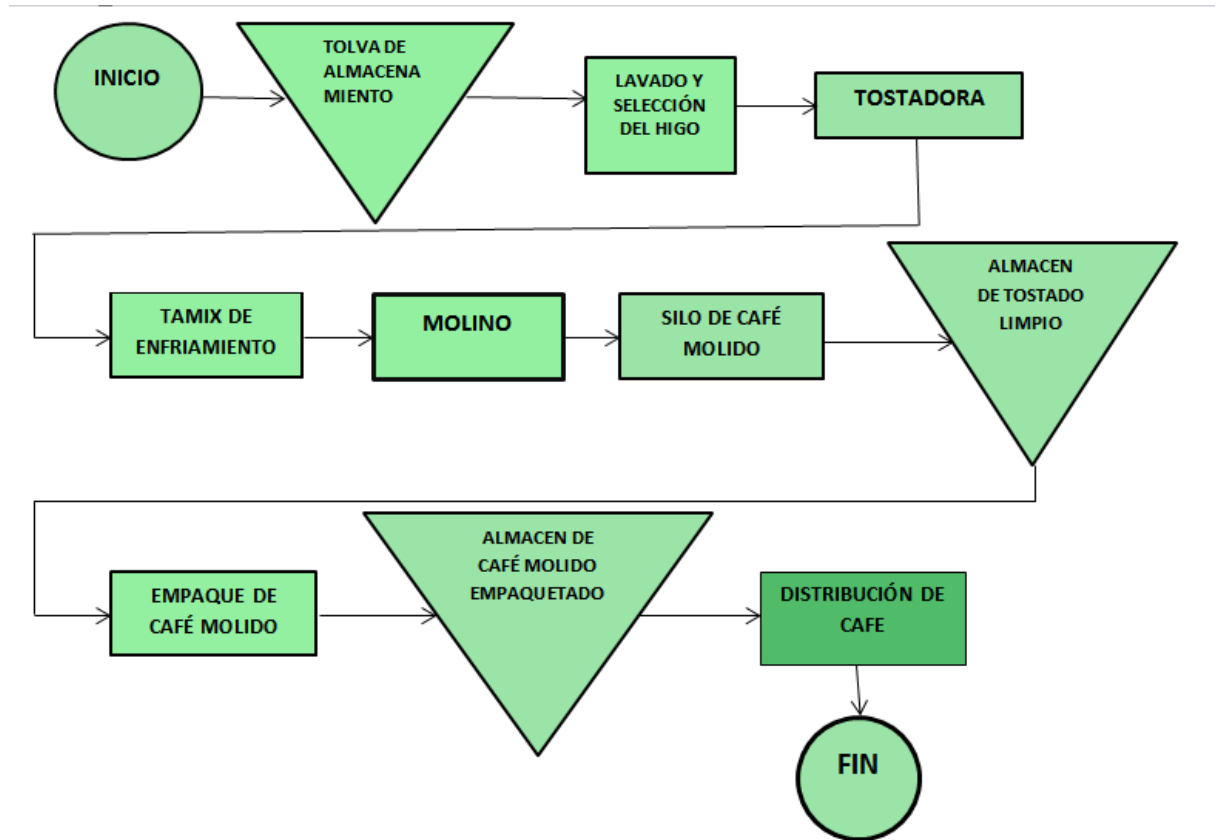 INICIO
TOLVA DE
ALMACENA
MIENTO
LAVADO Y
SELECCIÓN
DEL HIGO
TOSTADORA
TAMIX DE
ENFRIAMIENTO
MOLINO
SILO DE CAFÉ
MOLIDO
ALMACEN
DE TOSTADO
LIMPIO
EMPAQUE DE
CAFÉ MOLIDO
ALMACEN DE
CAFÉ MOLIDO
EMPAQUETADO
DISTRIBUCIÓN DE
CAFE
FIN